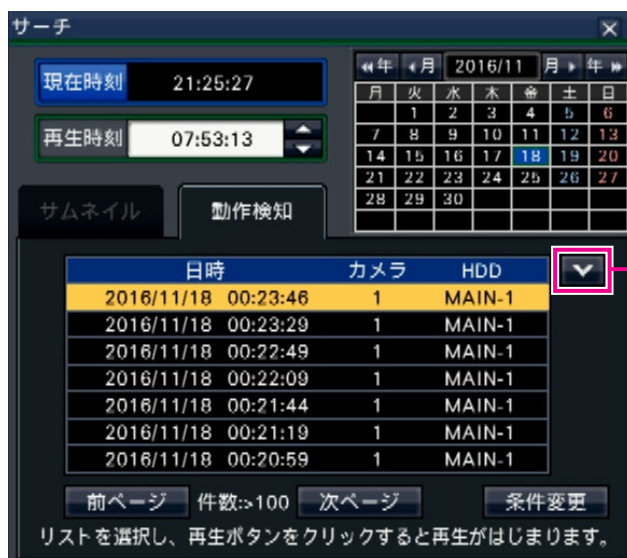 サーチ
現在時刻 21:25:27
再生時刻 07:53:13
年 月 2016/11 月 年
月 火 水 木 金 土 日
1 2 3 4 5 6
7 8 9 10 11 12 13
14 15 16 17 18 19 20
21 22 23 24 25 26 27
28 29 30
サムネイル 動作検知
日時 カメラ HDD
2016/11/18 00:23:46 1 MAIN-1
2016/11/18 00:23:29 1 MAIN-1
2016/11/18 00:22:49 1 MAIN-1
2016/11/18 00:22:09 1 MAIN-1
2016/11/18 00:21:44 1 MAIN-1
2016/11/18 00:21:19 1 MAIN-1
2016/11/18 00:20:59 1 MAIN-1
前ページ 件数:>100 次ページ 条件変更
リストを選択し、再生ボタンをクリックすると再生がはじまります。